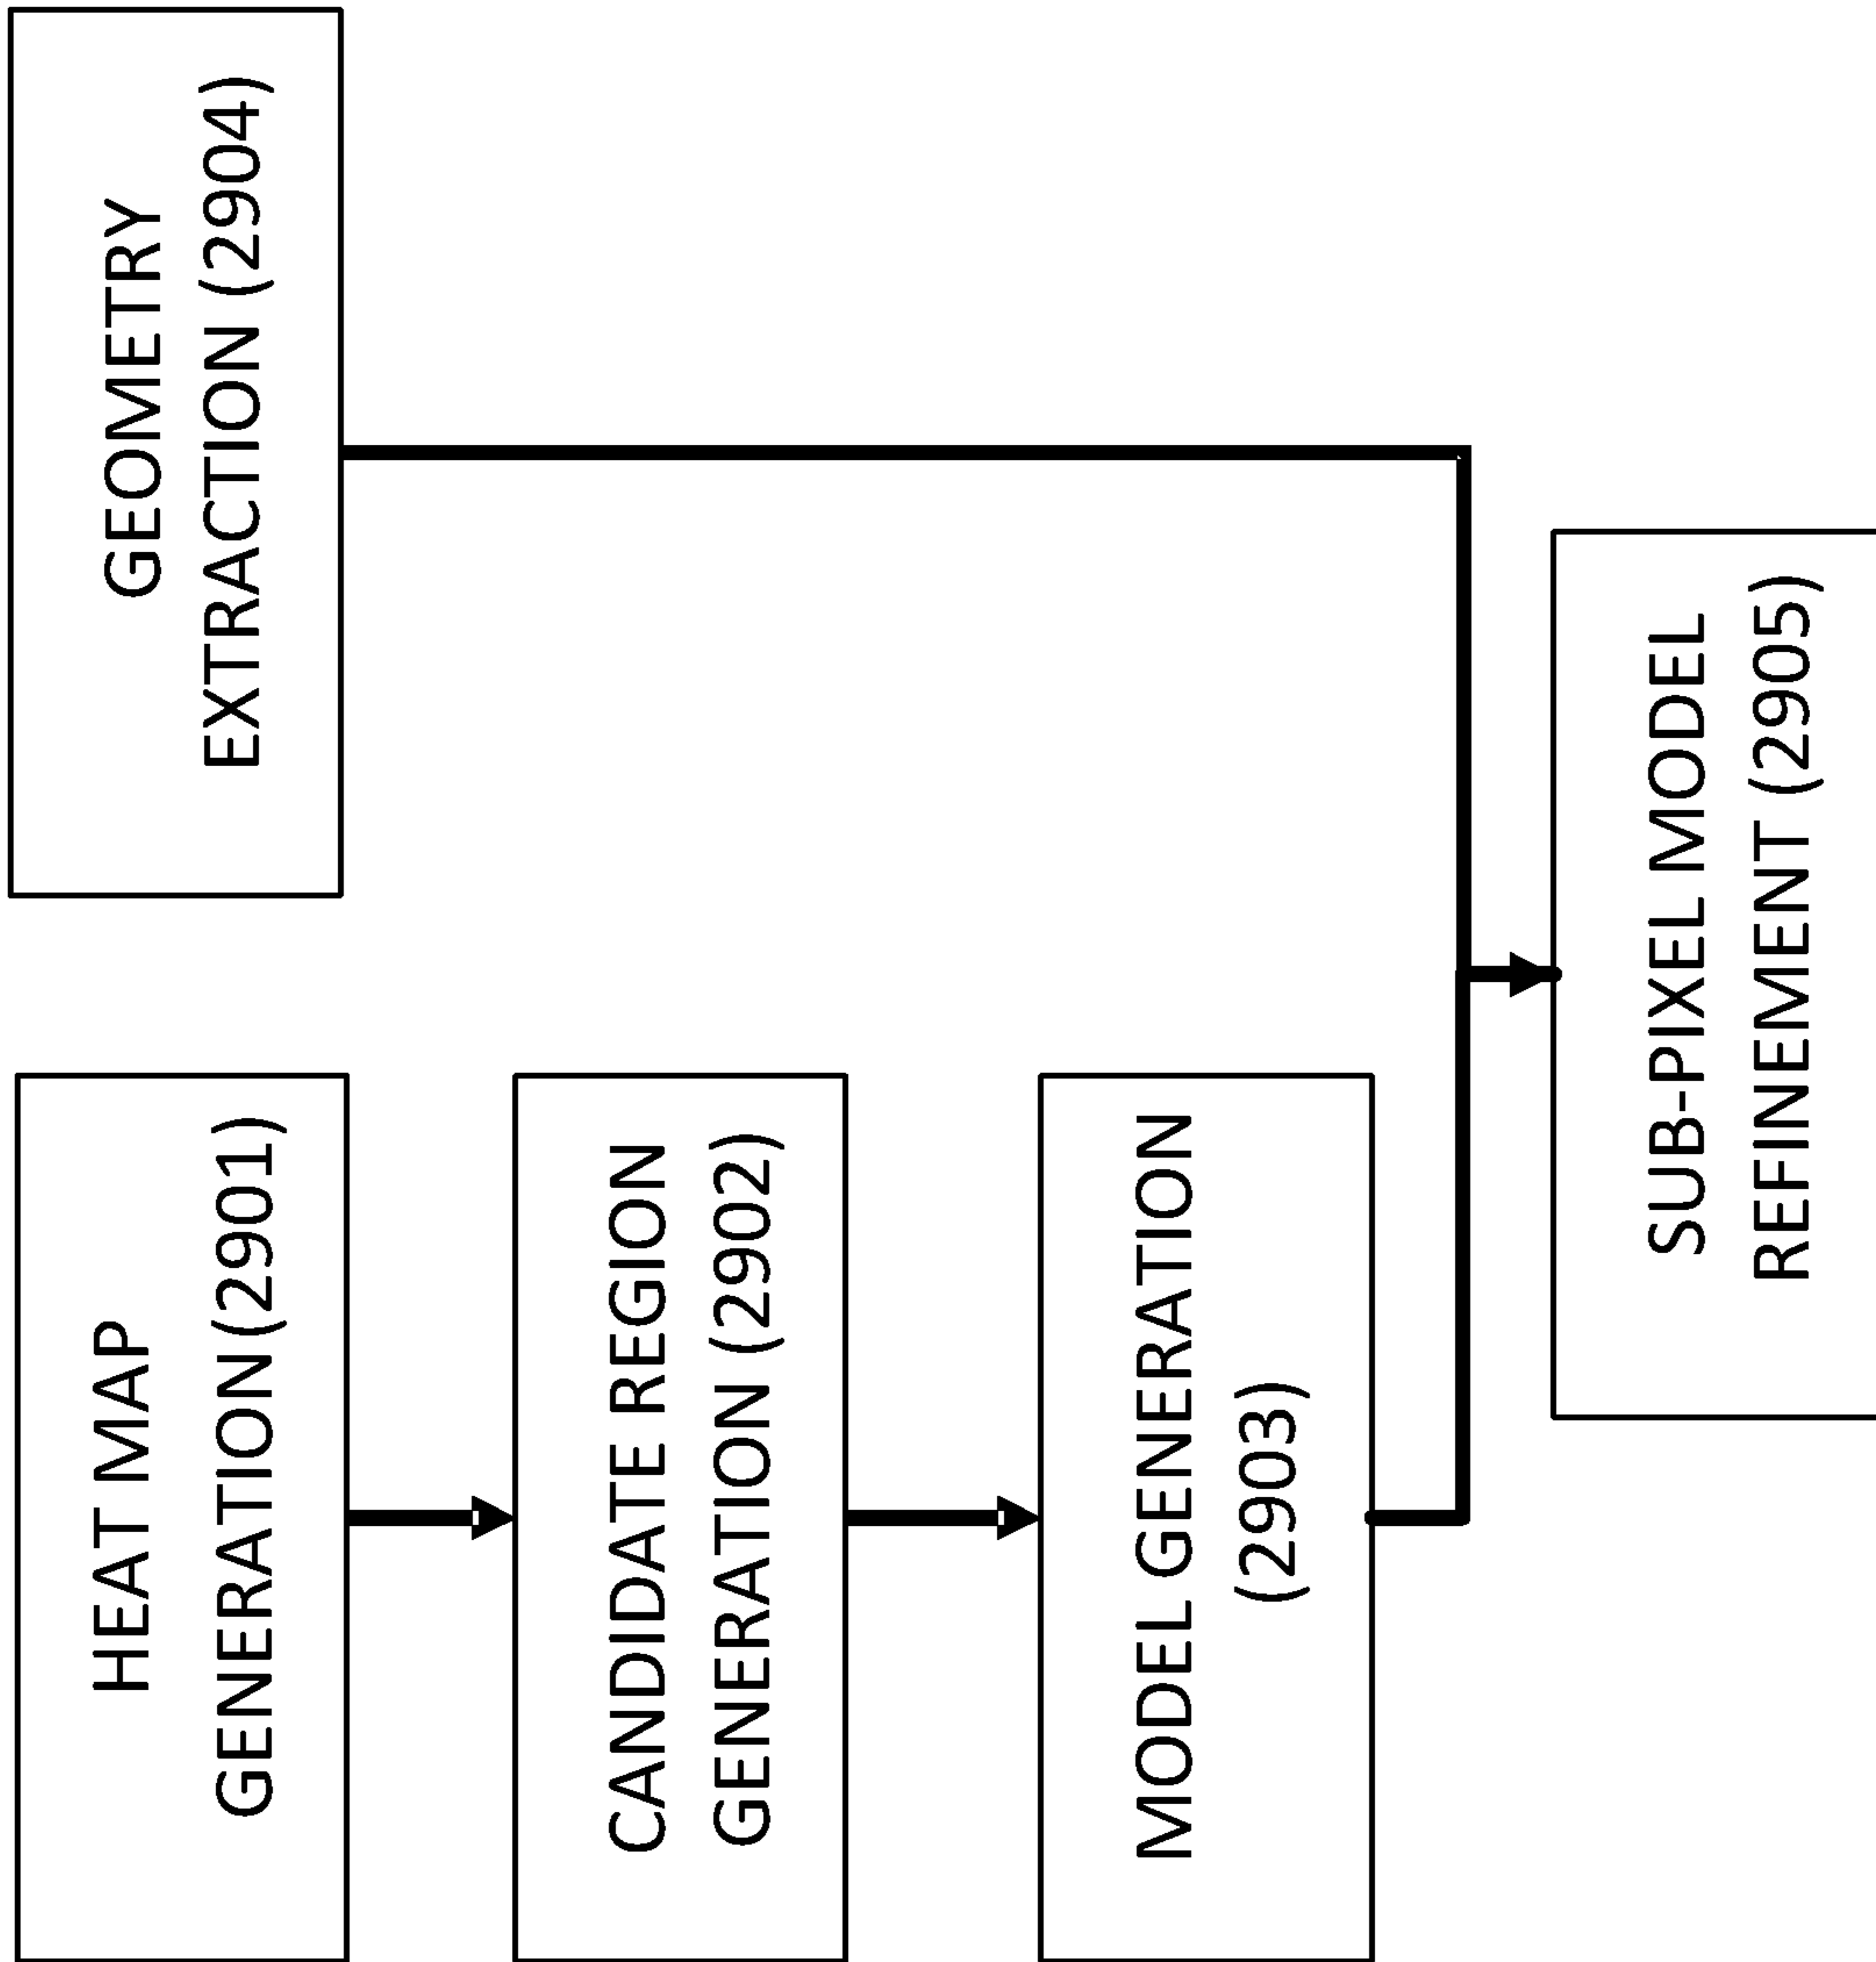 HEAT MAP
GENERATION(2901)
CANDIDATE REGION
GENERATION (2902)
MODEL GENERATION
(2903)
GEOMETRY
EXTRACTION (2904)
SUB-PIXEL MODEL
REFINEMENT (2905)